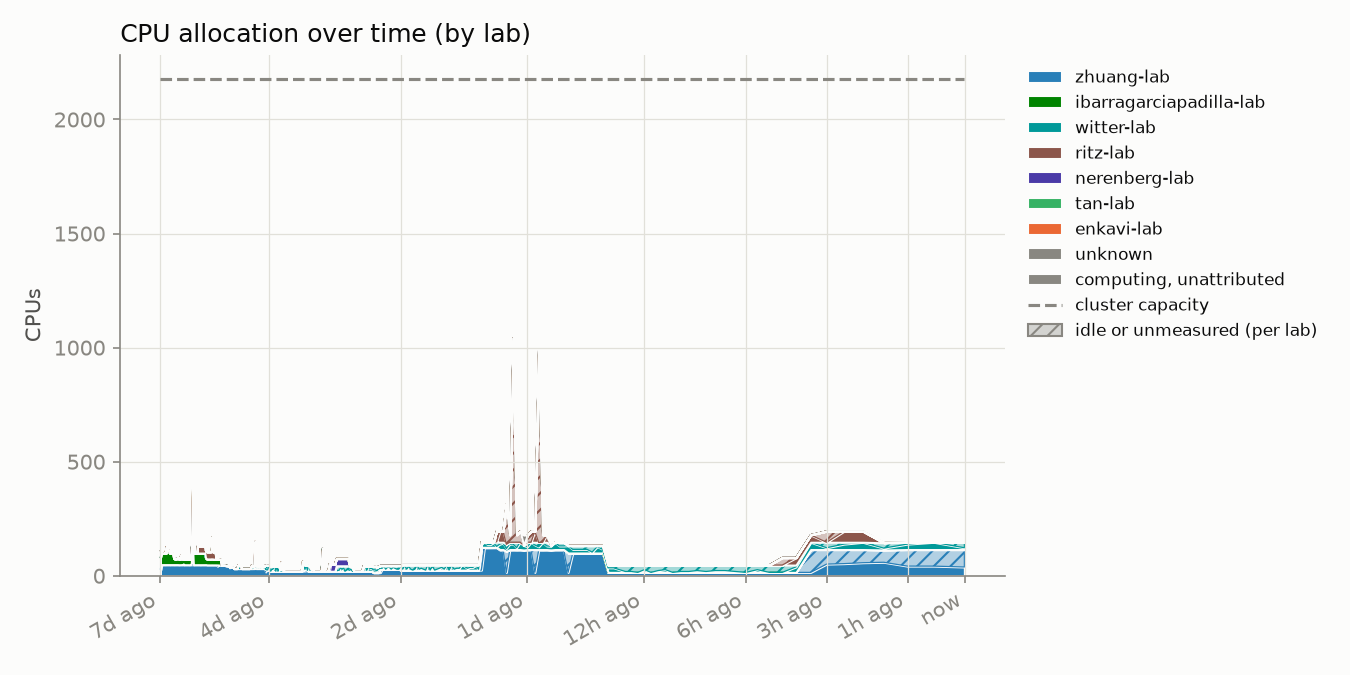 CPU allocation over time (by lab)
CPUs
2000
1500
1000
500
0
7d ago
4d ago
2d ago
1d ago
12h ago
6h ago
3h ago
1h ago
now
zhuang-lab
ibarragarciapadilla-lab
witter-lab
ritz-lab
nerenberg-lab
tan-lab
enkavi-lab
unknown
computing, unattributed
cluster capacity
idle or unmeasured (per lab)